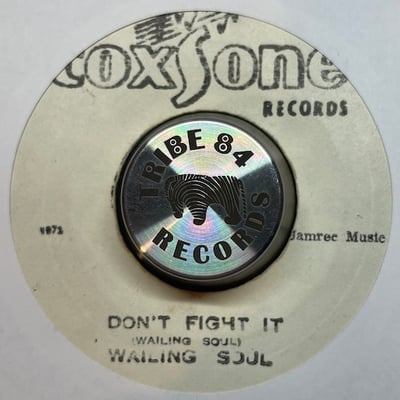 coxSone
RECORDS
TRIBE 84
RECORDS
Jamrec Music
DON'T FIGHT IT
(WAILING SOUL)
WAILING SOUL